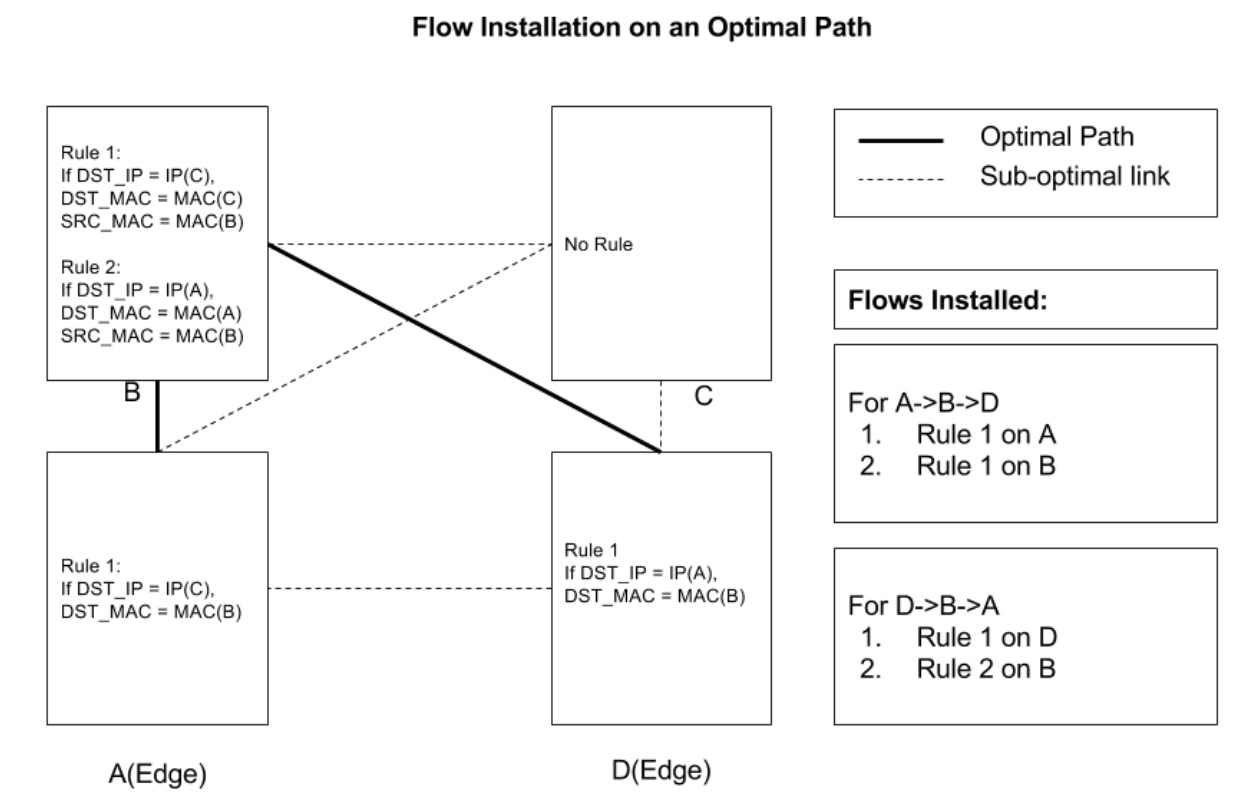 Flow Installation on an Optimal Path
Rule 1:
If DST_IP = IP(C),
DST_MAC = MAC(C)
SRC_MAC = MAC(B)
Rule 2:
If DST_IP = IP(A),
DST_MAC = MAC(A)
SRC_MAC = MAC(B)
B
No Rule
C
Rule 1:
If DST_IP = IP(C),
DST_MAC = MAC(B)
A(Edge)
Rule 1
If DST_IP = IP(A),
DST_MAC = MAC(B)
D(Edge)
Optimal Path
Sub-optimal link
Flows Installed:
For A->B->D
1. Rule 1 on A
2. Rule 1 on B
For D->B->A
1. Rule 1 on D
2. Rule 2 on B